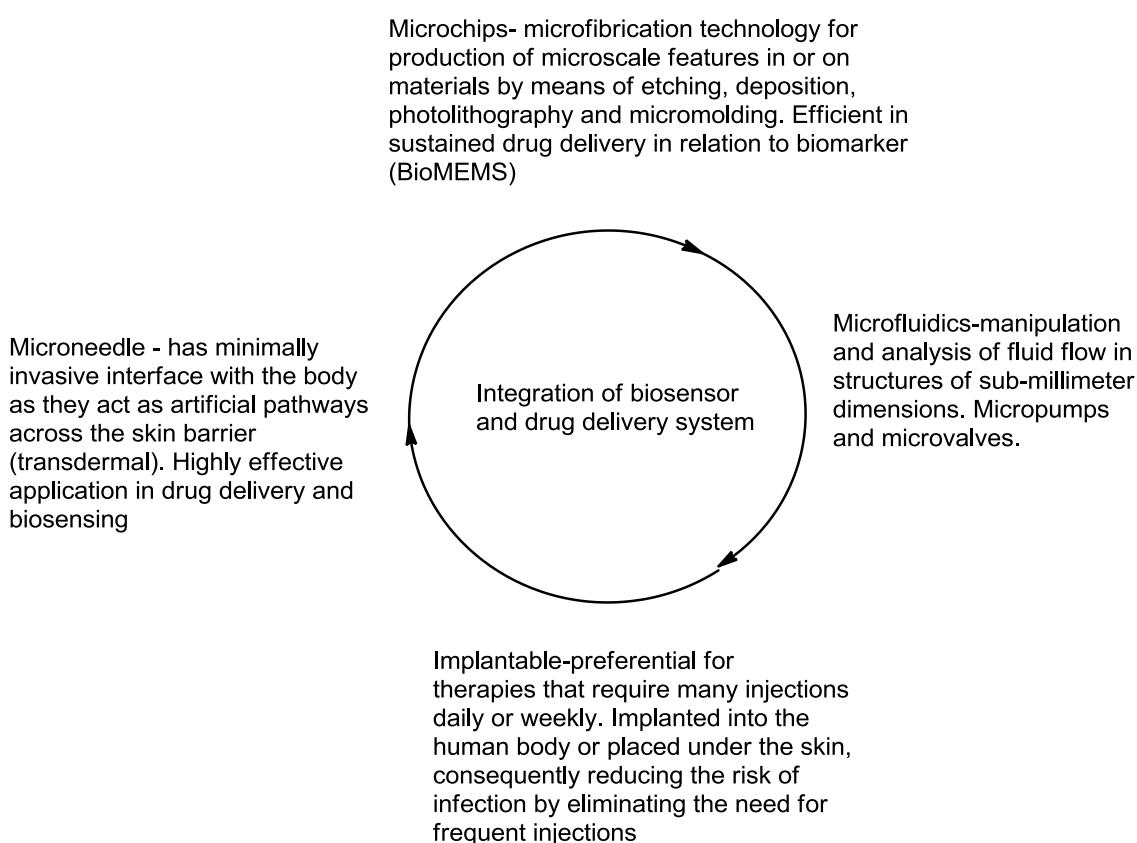 Microchips- microfibrication technology for
production of microscale features in or on
materials by means of etching, deposition,
photolithography and micromolding. Efficient in
sustained drug delivery in relation to biomarker
(BioMEMS)
Microfluidics-manipulation
and analysis of fluid flow in
structures of sub-millimeter
dimensions. Micropumps
and microvalves.
Microneedle - has minimally
invasive interface with the body
as they act as artificial pathways
across the skin barrier
(transdermal). Highly effective
application in drug delivery and
biosensing
Integration of biosensor
and drug delivery system
Implantable-preferential for
therapies that require many injections
daily or weekly. Implanted into the
human body or placed under the skin,
consequently reducing the risk of
infection by eliminating the need for
frequent injections